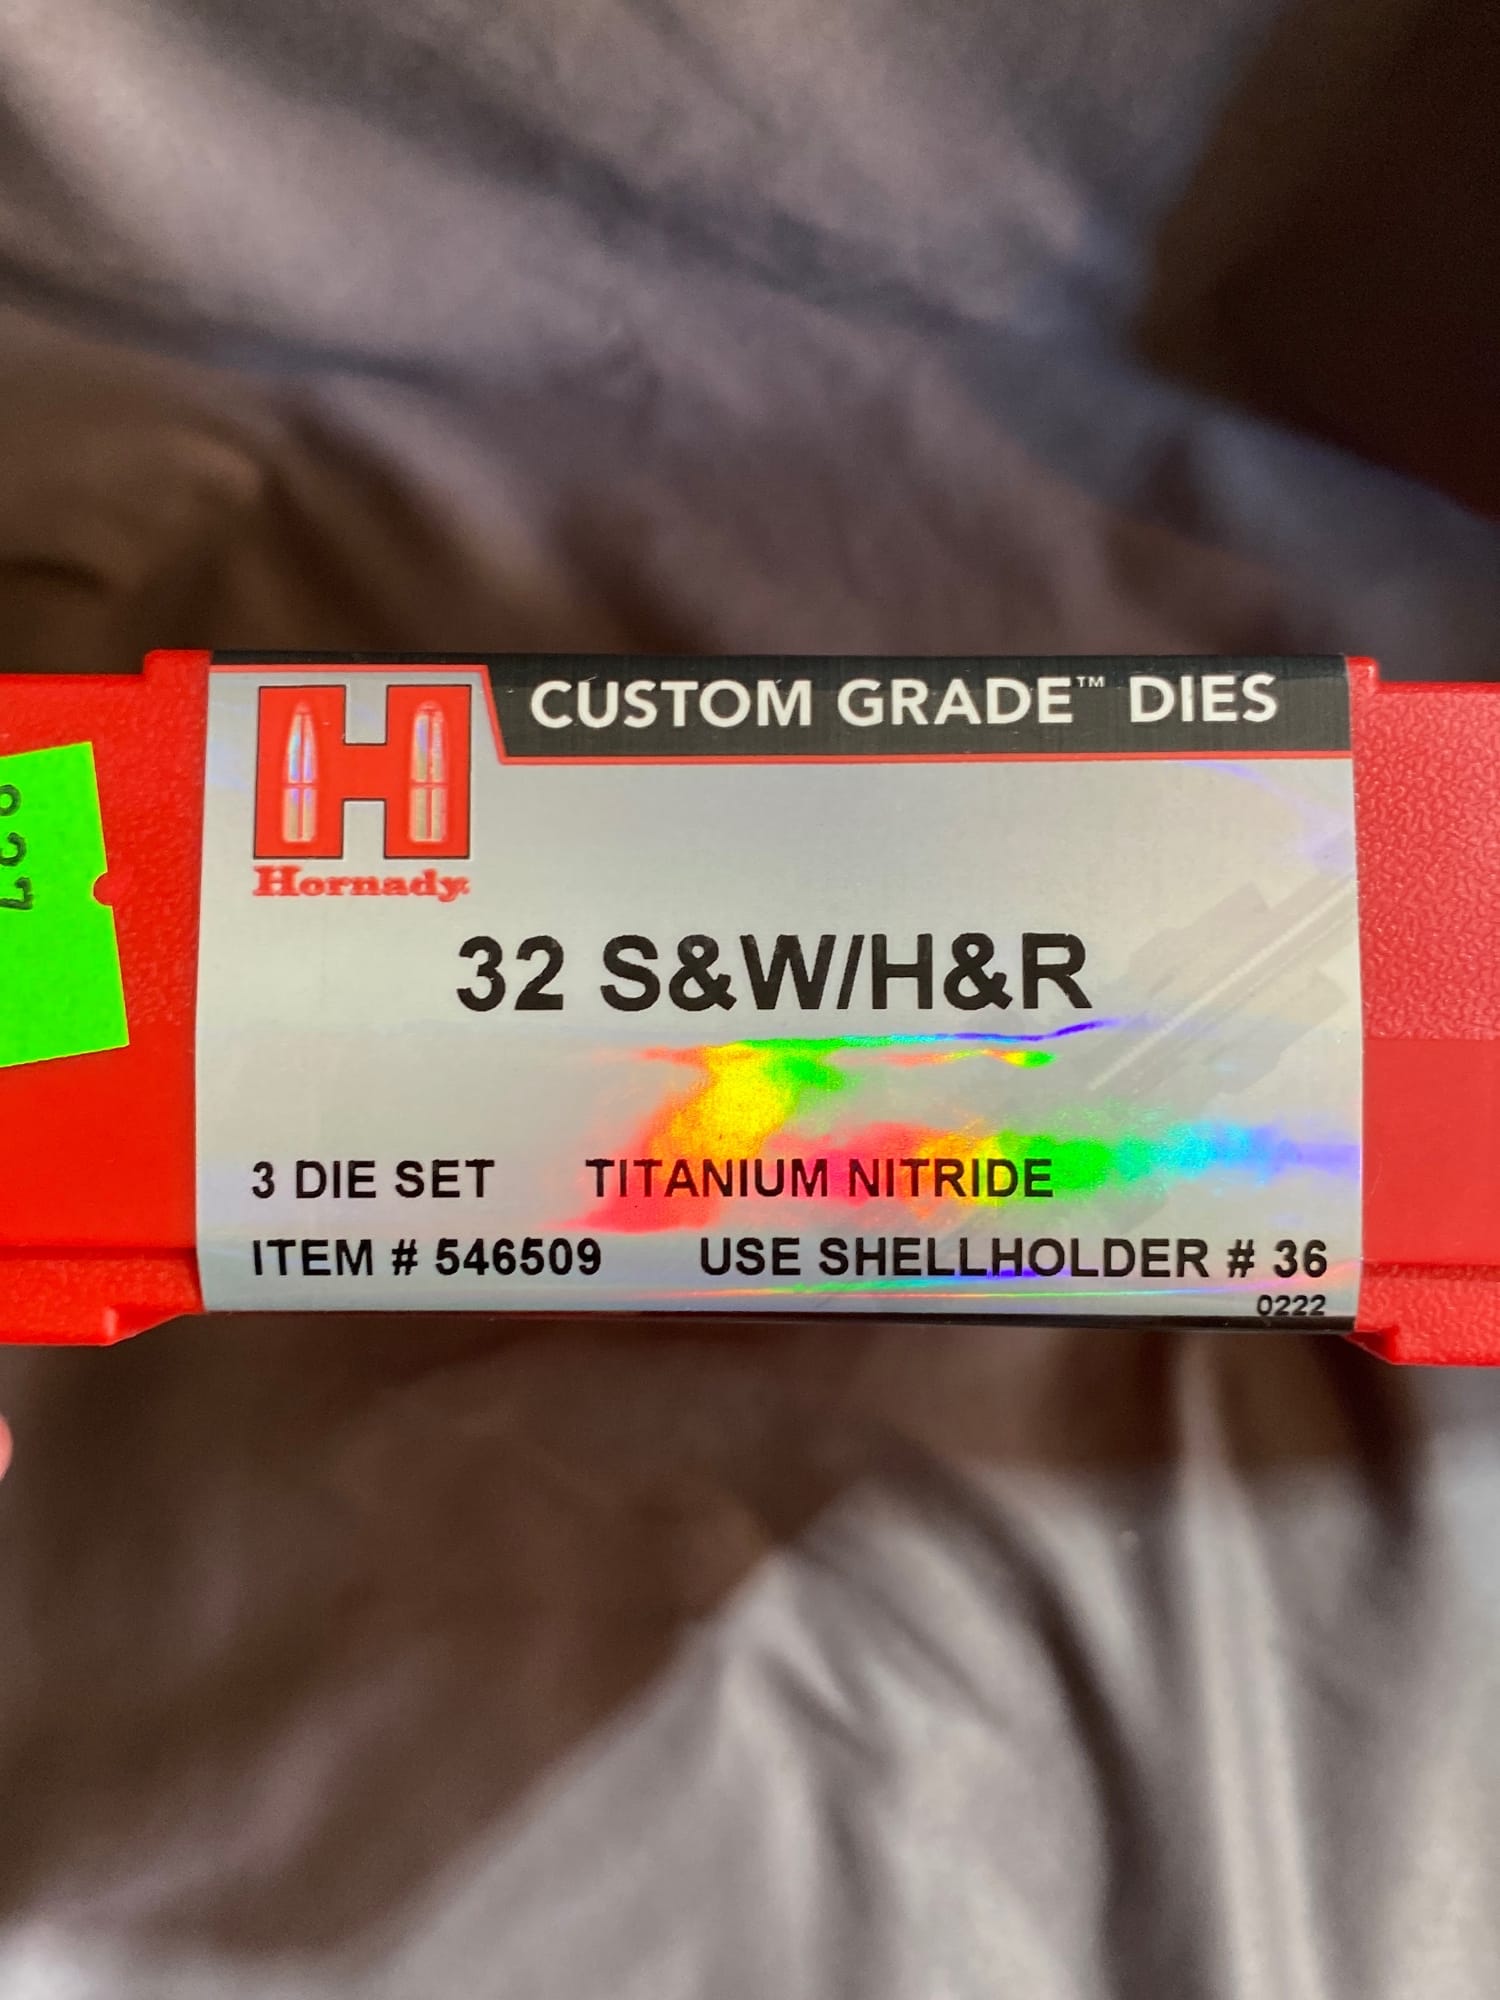 CUSTOM GRADE™ DIES
Hornady
32 S&W/H&R
3 DIE SET TITANIUM NITRIDE
ITEM # 546509 USE SHELLHOLDER # 36
0222